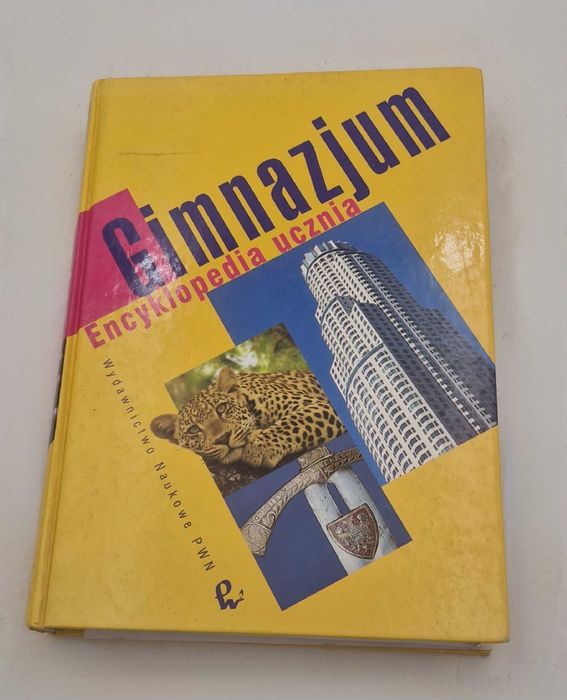 Gimnazjum
Encyklopedia ucznia
Wydawnictwo Naukowe PWN